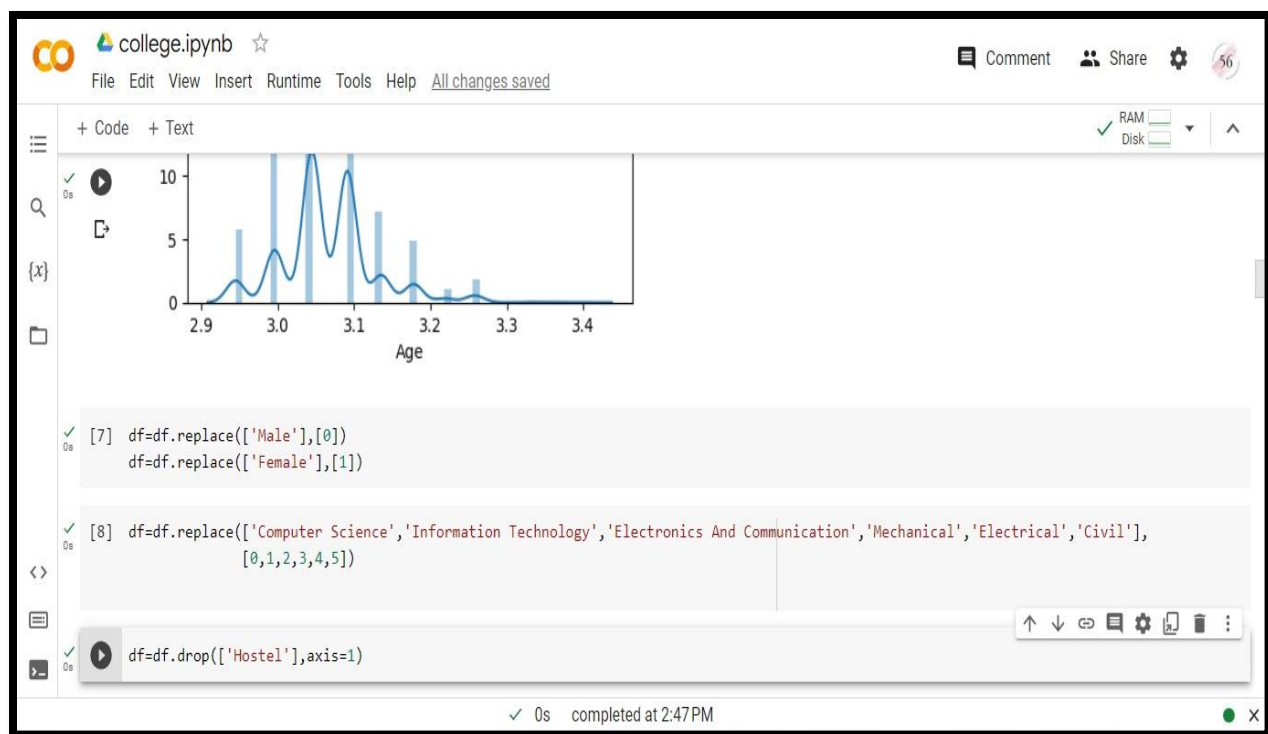 college.ipynb
Comment Share 56
File Edit View Insert Runtime Tools Help All changes saved
+ Code + Text
RAM
Disk
0s
10
5
0
2.9 3.0 3.1 3.2 3.3 3.4
Age
{x}
0s
[7] df=df.replace(['Male'],[0])
df=df.replace(['Female'],[1])
0s
[8] df=df.replace(['Computer Science','Information Technology','Electronics And Communication','Mechanical','Electrical','Civil'],
[0,1,2,3,4,5])
0s
df=df.drop(['Hostel'],axis=1)
0s completed at 2:47 PM